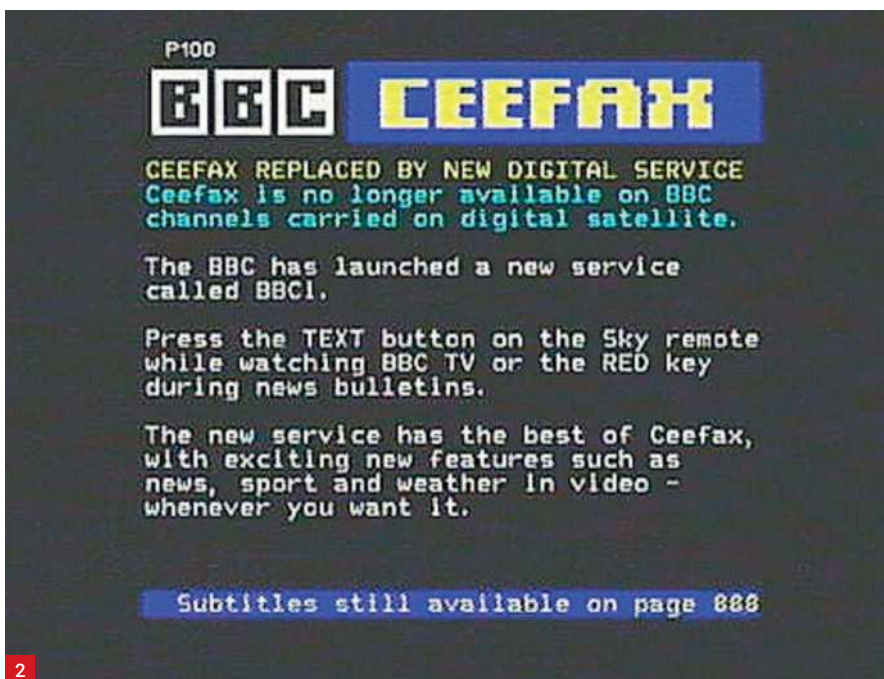 P100
BBC CEEFAX
CEEFAX REPLACED BY NEW DIGITAL SERVICE
Ceefax is no longer available on BBC
channels carried on digital satellite.
The BBC has launched a new service
called BBCi.
Press the TEXT button on the Sky remote
while watching BBC TV or the RED key
during news bulletins.
The new service has the best of Ceefax,
with exciting new features such as
news, sport and weather in video -
whenever you want it.
Subtitles still available on page 888
2